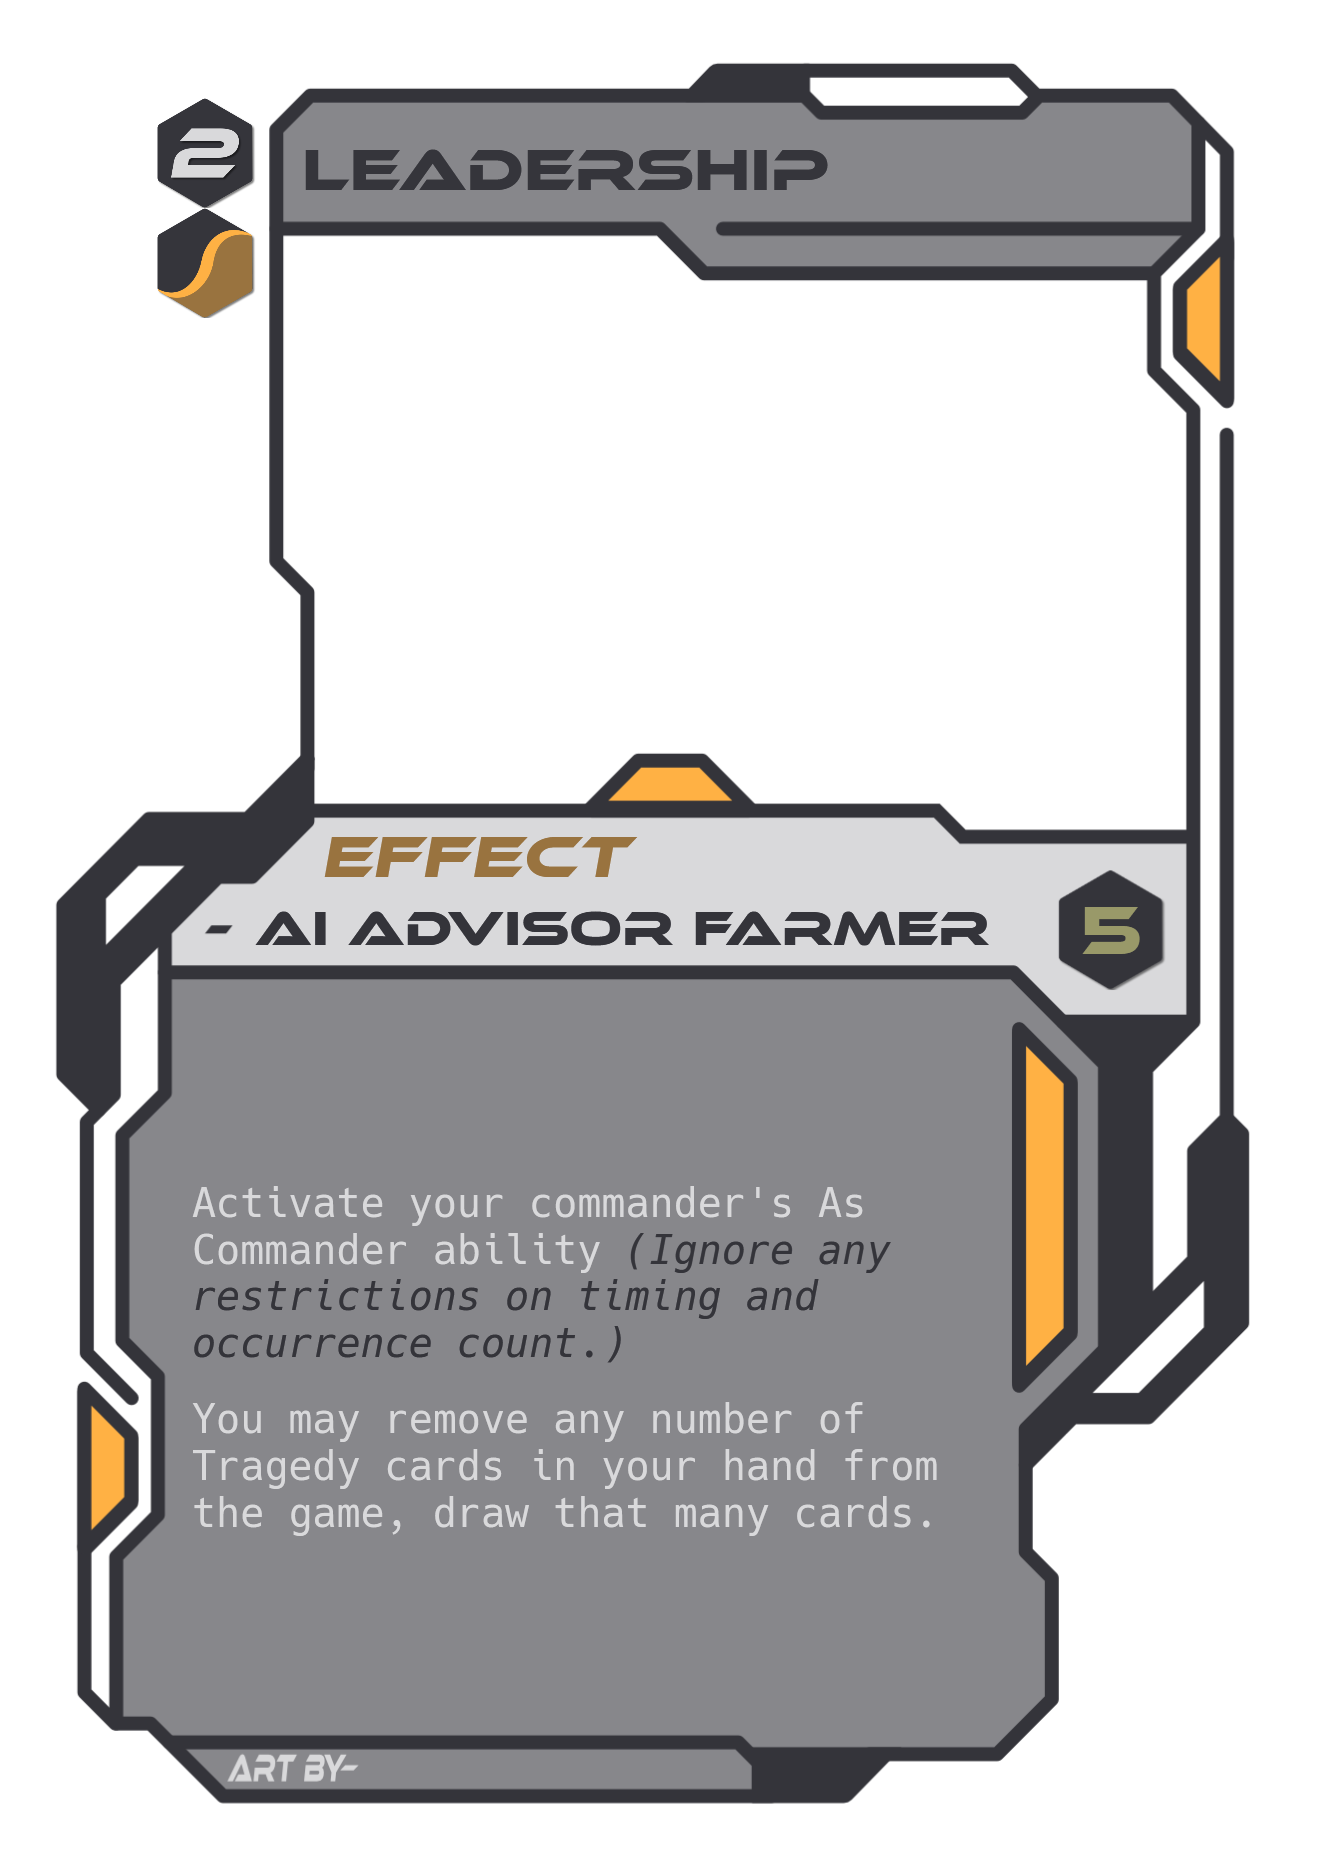 2
LEADERSHIP
EFFECT
- AI ADVISOR FARMER
5
Activate your commander's As
Commander ability (Ignore any
restrictions on timing and
occurrence count.)
You may remove any number of
Tragedy cards in your hand from
the game, draw that many cards.
ART BY-